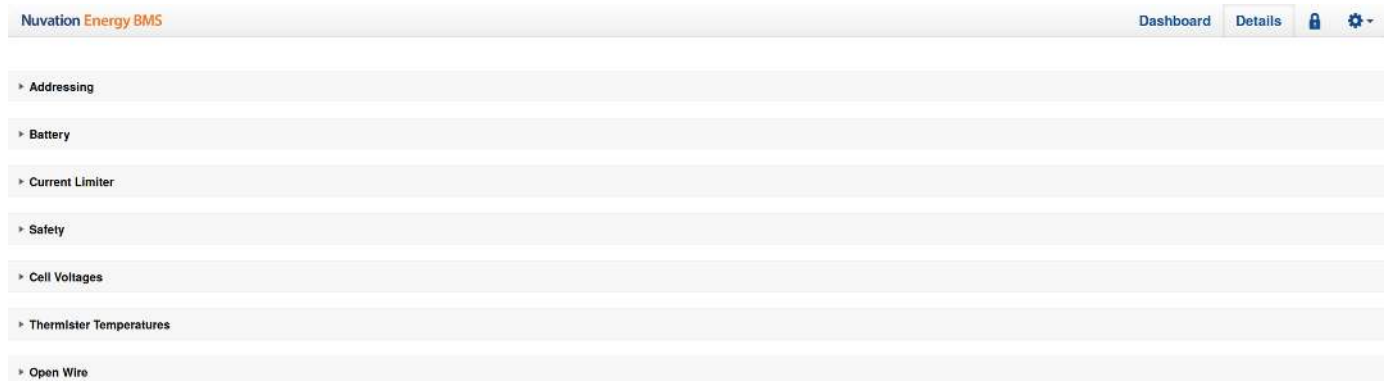 Nuvation Energy BMS
Dashboard Details
Addressing
Battery
Current Limiter
Safety
Cell Voltages
Thermister Temperatures
Open Wire